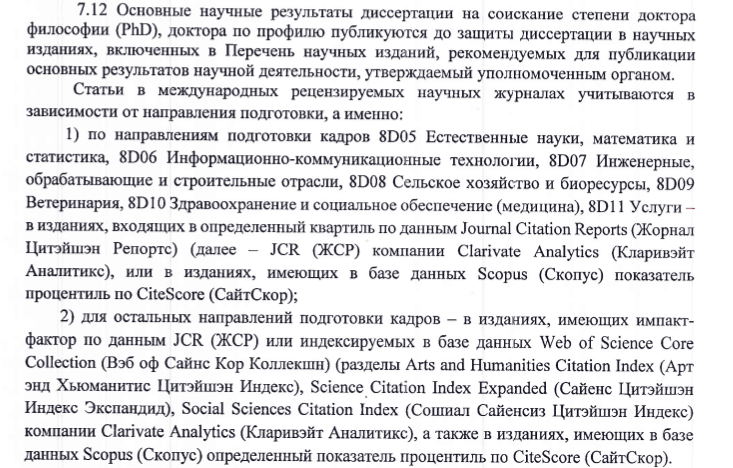 7.12 Основные научные результаты диссертации на соискание степени доктора
философии (PhD), доктора по профилю публикуются до защиты диссертации в научных
изданиях, включенных в Перечень научных изданий, рекомендуемых для публикации
основных результатов научной деятельности, утверждаемый уполномоченным органом.
Статьи в международных рецензируемых научных журналах учитываются в
зависимости от направления подготовки, а именно:
1) по направлениям подготовки кадров 8D05 Естественные науки, математика и
статистика, 8D06 Информационно-коммуникационные технологии, 8D07 Инженерные,
обрабатывающие и строительные отрасли, 8D08 Сельское хозяйство и биоресурсы, 8D09
Ветеринария, 8D10 Здравоохранение и социальное обеспечение (медицина), 8D11 Услуги –
в изданиях, входящих в определенный квартиль по данным Journal Citation Reports (Жорнал
Цитэйшэн Репортс) (далее – JCR (ЖСР) компании Clarivate Analytics (Кларивэйт
Аналитикс), или в изданиях, имеющих в базе данных Scopus (Скопус) показатель
процентиль по CiteScore (СайтСкор);
2) для остальных направлений подготовки кадров – в изданиях, имеющих импакт-
фактор по данным JCR (ЖСР) или индексируемых в базе данных Web of Science Core
Collection (Вэб оф Сайнс Кор Коллекшн) (разделы Arts and Humanities Citation Index (Арт
энд Хьюманитис Цитэйшэн Индекс), Science Citation Index Expanded (Сайенс Цитэйшэн
Индекс Экспандид), Social Sciences Citation Index (Сошиал Сайенсиз Цитэйшэн Индекс)
компании Clarivate Analytics (Кларивэйт Аналитикс), а также в изданиях, имеющих в базе
данных Scopus (Скопус) определенный показатель процентиль по CiteScore (СайтСкор).